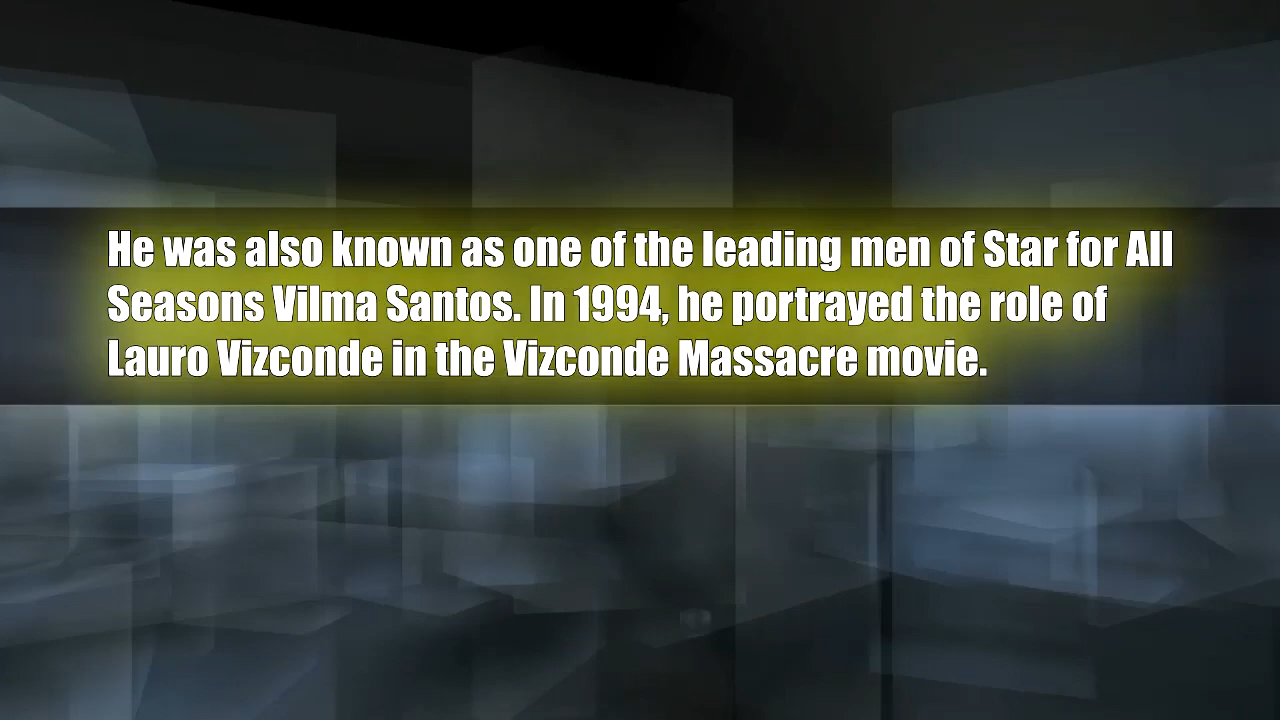 He was also known as one of the leading men of Star for All
Seasons Vilma Santos. In 1994, he portrayed the role of
Lauro Vizconde in the Vizconde Massacre movie.